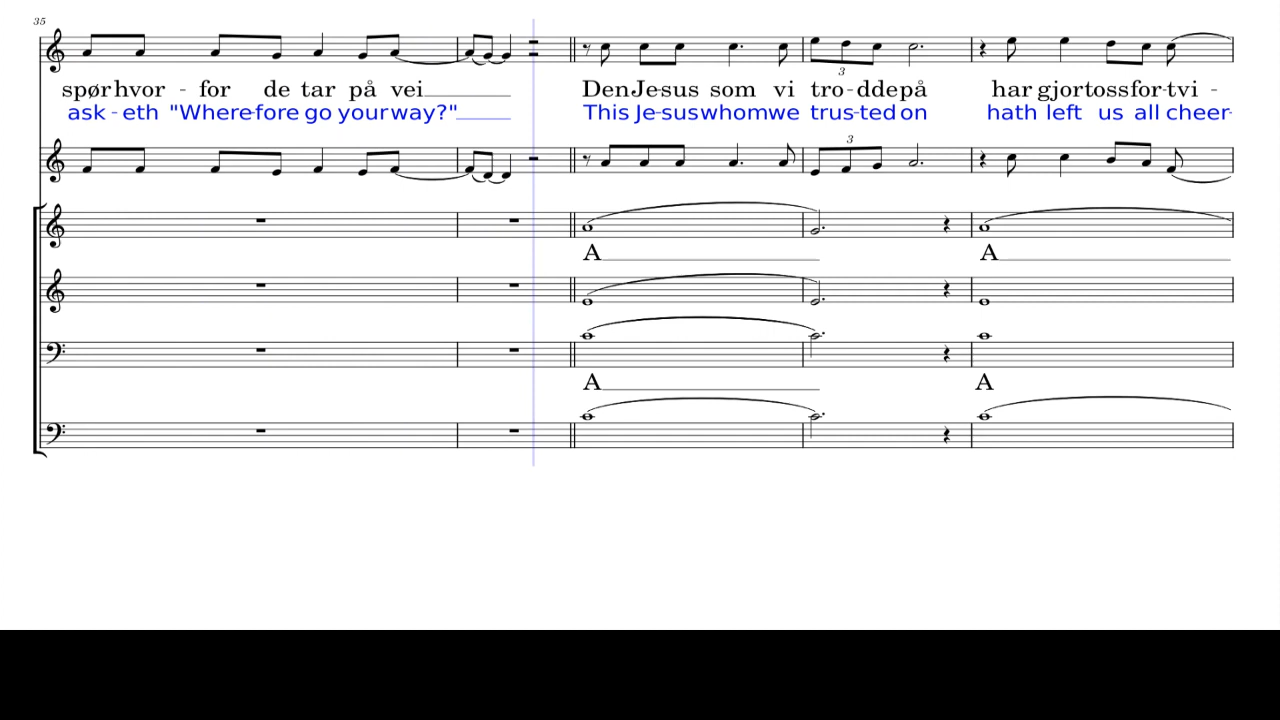 35
spør hvor - for de tar på vei Den Je-sus som vi tro-dde på har gjort oss for-tvi -
ask - eth "Where-fore go your way?" This Je-sus whom we trus-ted on hath left us all cheer-
3
3
A A
A A